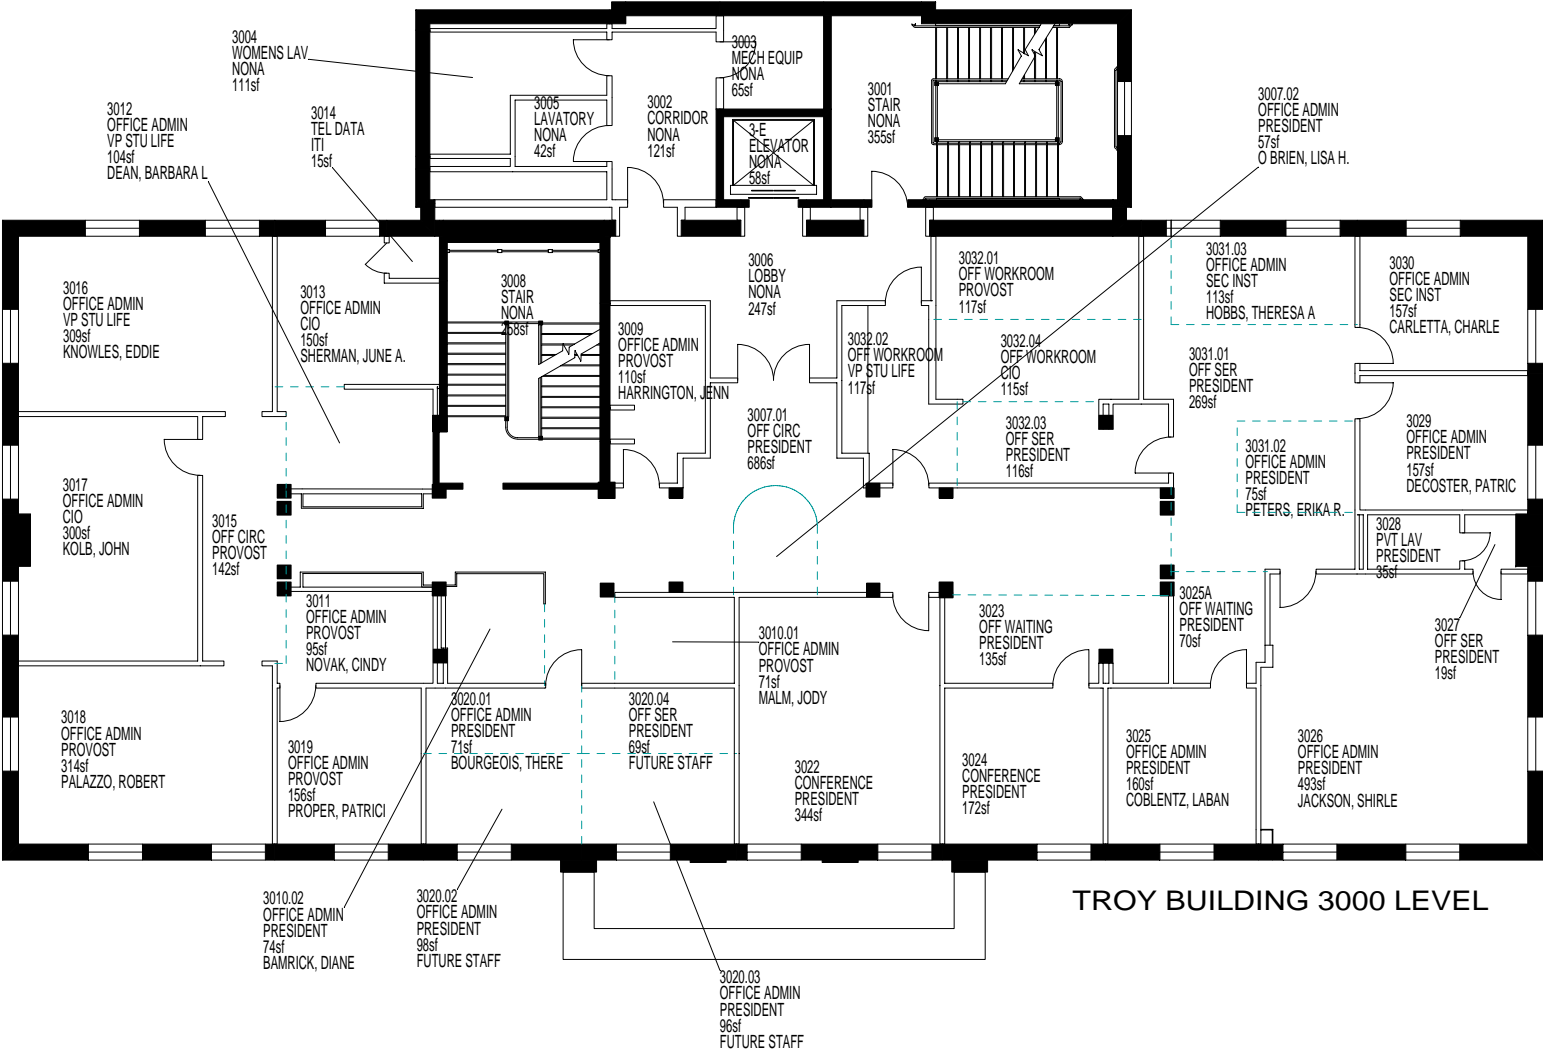 3004
WOMENS LAV
NONA
111sf
3003
MECH EQUIP
NONA
65sf
3012
OFFICE ADMIN
VP STU LIFE
104sf
DEAN, BARBARA L
3014
TEL DATA
ITI
15sf
3005
LAVATORY
NONA
42sf
3002
CORRIDOR
NONA
121sf
3-E
ELEVATOR
NONA
58sf
3001
STAIR
NONA
355sf
3007.02
OFFICE ADMIN
PRESIDENT
57sf
O BRIEN, LISA H.
3016
OFFICE ADMIN
VP STU LIFE
309sf
KNOWLES, EDDIE
3013
OFFICE ADMIN
CIO
150sf
SHERMAN, JUNE A.
3008
STAIR
NONA
258sf
3009
OFFICE ADMIN
PROVOST
110sf
HARRINGTON, JENN
3006
LOBBY
NONA
247sf
3032.02
OFF WORKROOM
VP STU LIFE
117sf
3032.01
OFF WORKROOM
PROVOST
117sf
3032.04
OFF WORKROOM
CIO
115sf
3031.03
OFFICE ADMIN
SEC INST
113sf
HOBBS, THERESA A
3030
OFFICE ADMIN
SEC INST
157sf
CARLETTA, CHARLE
3031.01
OFF SER
PRESIDENT
269sf
3007.01
OFF CIRC
PRESIDENT
686sf
3032.03
OFF SER
PRESIDENT
116sf
3031.02
OFFICE ADMIN
PRESIDENT
75sf
PETERS, ERIKA R.
3029
OFFICE ADMIN
PRESIDENT
157sf
DECOSTER, PATRIC
3017
OFFICE ADMIN
CIO
300sf
KOLB, JOHN
3015
OFF CIRC
PROVOST
142sf
3028
PVT LAV
PRESIDENT
35sf
3011
OFFICE ADMIN
PROVOST
95sf
NOVAK, CINDY
3010.01
OFFICE ADMIN
PROVOST
71sf
MALM, JODY
3023
OFF WAITING
PRESIDENT
135sf
3025A
OFF WAITING
PRESIDENT
70sf
3027
OFF SER
PRESIDENT
19sf
3018
OFFICE ADMIN
PROVOST
314sf
PALAZZO, ROBERT
3019
OFFICE ADMIN
PROVOST
156sf
PROPER, PATRICI
3020.01
OFFICE ADMIN
PRESIDENT
71sf
BOURGEOIS, THERE
3020.04
OFF SER
PRESIDENT
69sf
FUTURE STAFF
3022
CONFERENCE
PRESIDENT
344sf
3024
CONFERENCE
PRESIDENT
172sf
3025
OFFICE ADMIN
PRESIDENT
160sf
COBLENTZ, LABAN
3026
OFFICE ADMIN
PRESIDENT
493sf
JACKSON, SHIRLE
3010.02
OFFICE ADMIN
PRESIDENT
74sf
BAMRICK, DIANE
3020.02
OFFICE ADMIN
PRESIDENT
98sf
FUTURE STAFF
3020.03
OFFICE ADMIN
PRESIDENT
96sf
FUTURE STAFF
TROY BUILDING 3000 LEVEL